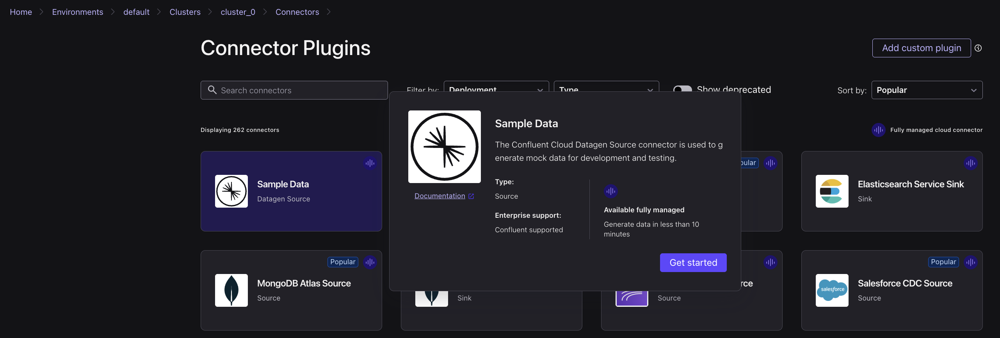 Home Environments default Clusters cluster_0 Connectors
Connector Plugins
Add custom plugin
Search connectors
Filter by: Deployment Type Show deprecated
Sort by: Popular
Displaying 262 connectors
Fully managed cloud connector
Sample Data
Datagen Source
Sample Data
The Confluent Cloud Datagen Source connector is used to g
enerate mock data for development and testing.
Documentation
Type:
Source
Enterprise support:
Confluent supported
Available fully managed
Generate data in less than 10
minutes
Get started
Elasticsearch Service Sink
Sink
Popular
MongoDB Atlas Source
Source
Sink
Source
Popular
salesforce
Salesforce CDC Source
Source